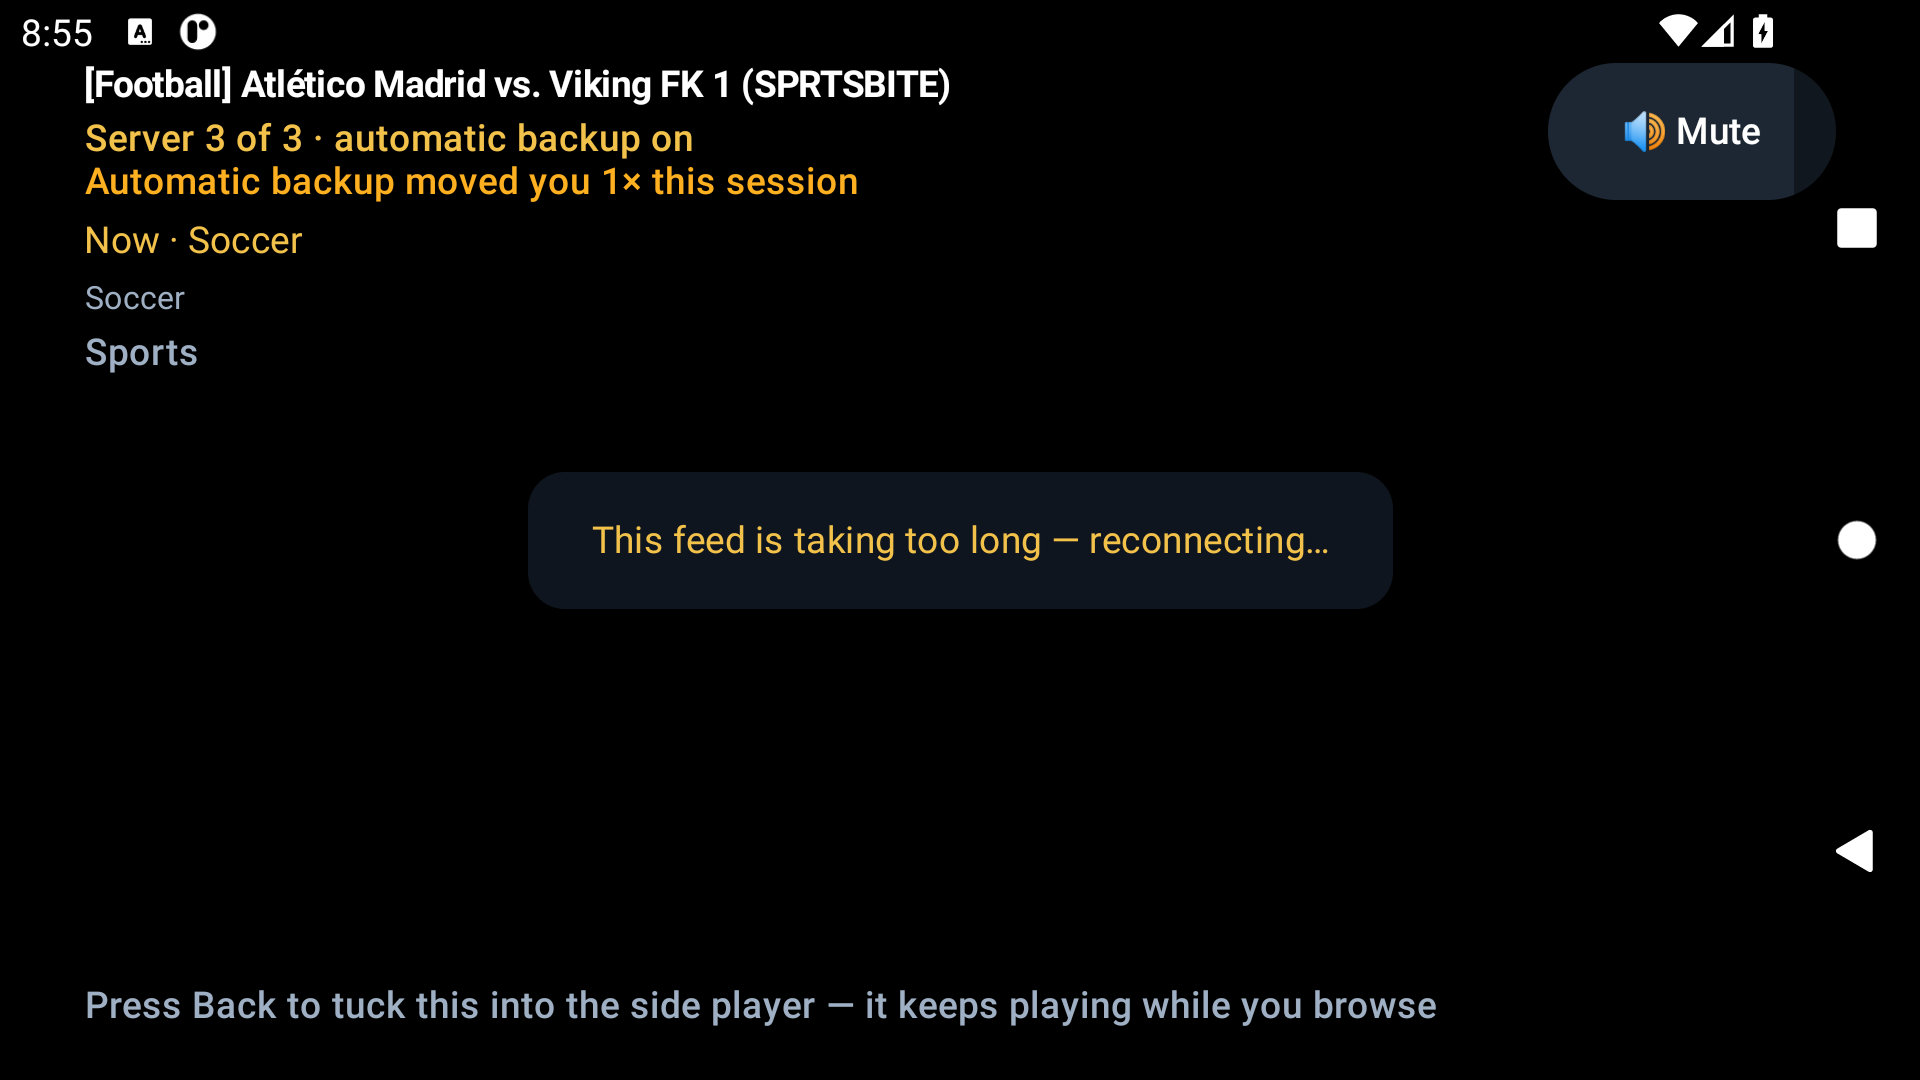 8:55
[Football] Atlético Madrid vs. Viking FK 1 (SPRTSBITE)
Server 3 of 3 · automatic backup on
Automatic backup moved you 1× this session
Now · Soccer
Soccer
Sports
Mute
This feed is taking too long — reconnecting...
Press Back to tuck this into the side player — it keeps playing while you browse